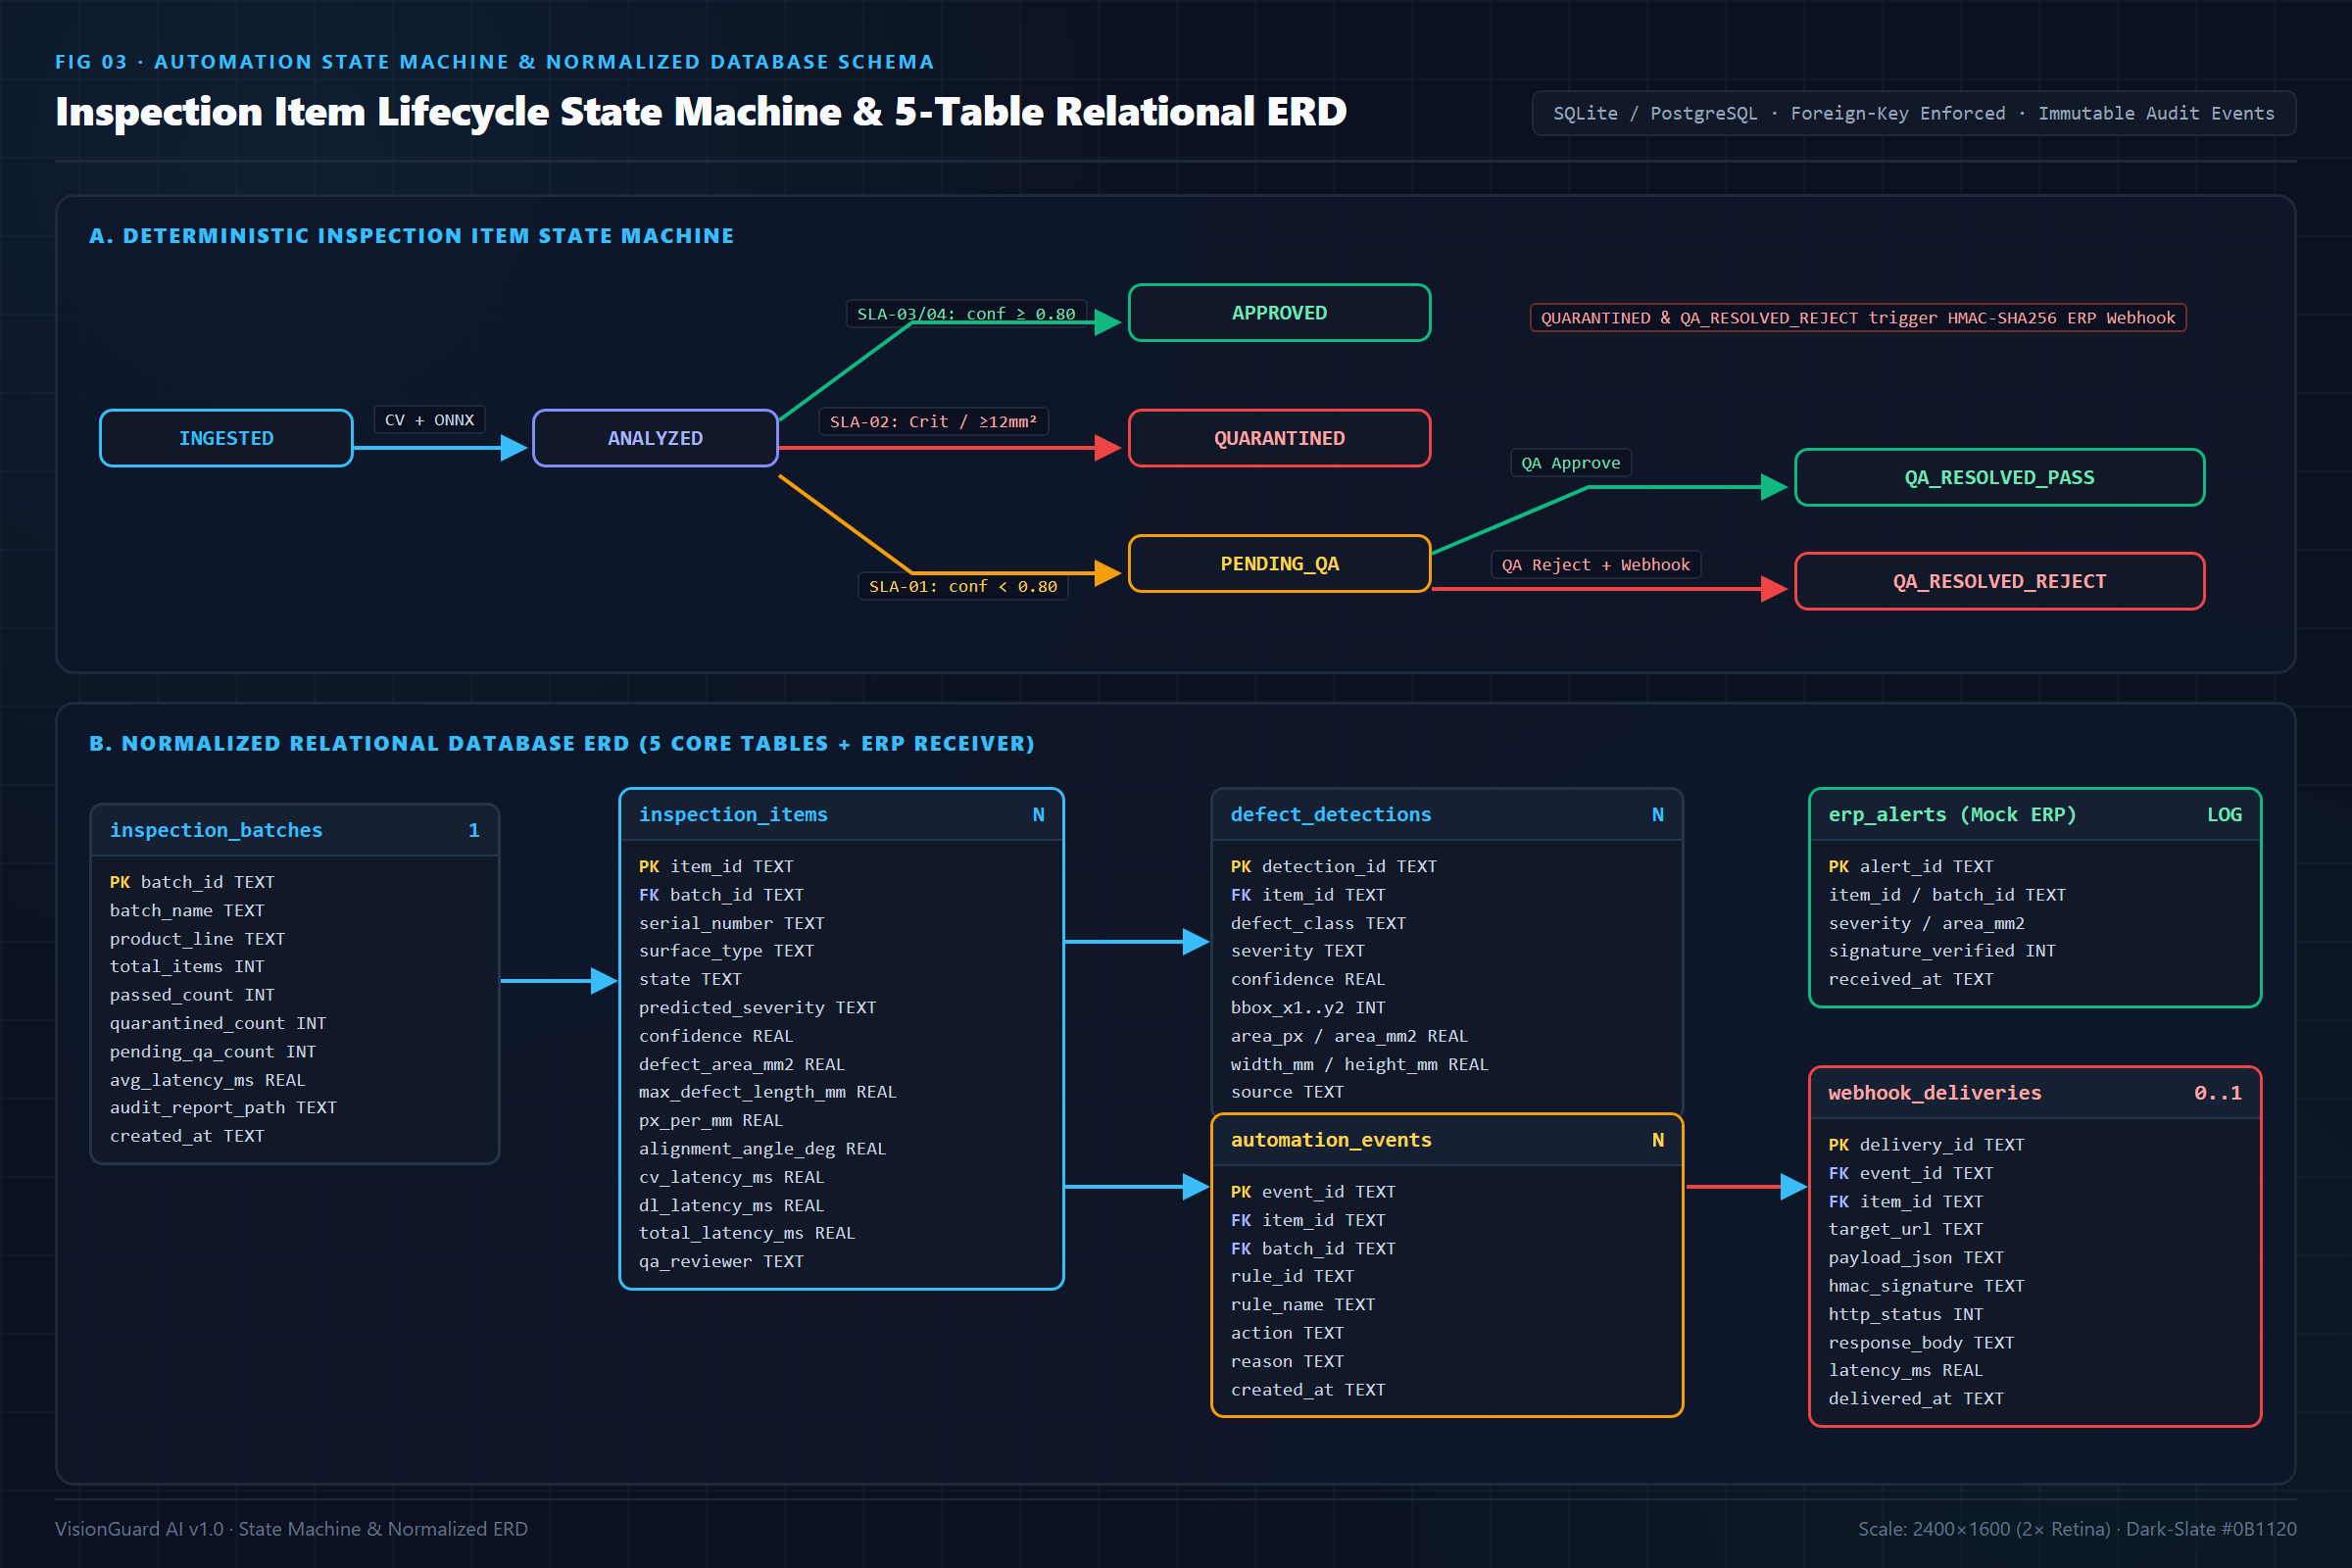 FIG 03 · AUTOMATION STATE MACHINE & NORMALIZED DATABASE SCHEMA
Inspection Item Lifecycle State Machine & 5-Table Relational ERD
SQLite / PostgreSQL · Foreign-Key Enforced · Immutable Audit Events
A. DETERMINISTIC INSPECTION ITEM STATE MACHINE
INGESTED
CV + ONNX
ANALYZED
SLA-03/04: conf ≥ 0.80
APPROVED
QUARANTINED & QA_RESOLVED_REJECT trigger HMAC-SHA256 ERP Webhook
SLA-02: Crit / ≥12mm²
QUARANTINED
SLA-01: conf < 0.80
PENDING_QA
QA Approve
QA_RESOLVED_PASS
QA Reject + Webhook
QA_RESOLVED_REJECT
B. NORMALIZED RELATIONAL DATABASE ERD (5 CORE TABLES + ERP RECEIVER)
inspection_batches 1
PK batch_id TEXT
batch_name TEXT
product_line TEXT
total_items INT
passed_count INT
quarantined_count INT
pending_qa_count INT
avg_latency_ms REAL
audit_report_path TEXT
created_at TEXT
inspection_items N
PK item_id TEXT
FK batch_id TEXT
serial_number TEXT
surface_type TEXT
state TEXT
predicted_severity TEXT
confidence REAL
defect_area_mm2 REAL
max_defect_length_mm REAL
px_per_mm REAL
alignment_angle_deg REAL
cv_latency_ms REAL
dl_latency_ms REAL
total_latency_ms REAL
qa_reviewer TEXT
defect_detections N
PK detection_id TEXT
FK item_id TEXT
defect_class TEXT
severity TEXT
confidence REAL
bbox_x1..y2 INT
area_px / area_mm2 REAL
width_mm / height_mm REAL
source TEXT
automation_events N
PK event_id TEXT
FK item_id TEXT
FK batch_id TEXT
rule_id TEXT
rule_name TEXT
action TEXT
reason TEXT
created_at TEXT
erp_alerts (Mock ERP) LOG
PK alert_id TEXT
item_id / batch_id TEXT
severity / area_mm2
signature_verified INT
received_at TEXT
webhook_deliveries 0..1
PK delivery_id TEXT
FK event_id TEXT
FK item_id TEXT
target_url TEXT
payload_json TEXT
hmac_signature TEXT
http_status INT
response_body TEXT
latency_ms REAL
delivered_at TEXT
VisionGuard AI v1.0 · State Machine & Normalized ERD
Scale: 2400×1600 (2× Retina) · Dark-Slate #0B1120